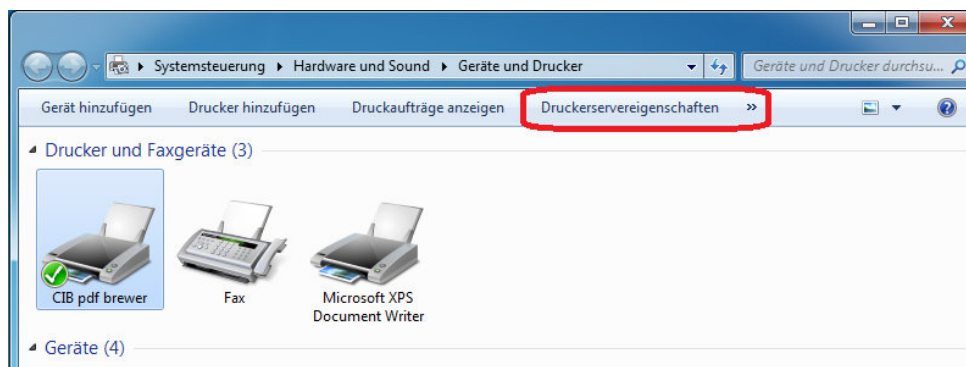 Systemsteuerung Hardware und Sound Geräte und Drucker Geräte und Drucker durchsu...
Gerät hinzufügen Drucker hinzufügen Druckaufträge anzeigen Druckerservereigenschaften »
Drucker und Faxgeräte (3)
CIB pdf brewer Fax Microsoft XPS
Document Writer
Geräte (4)